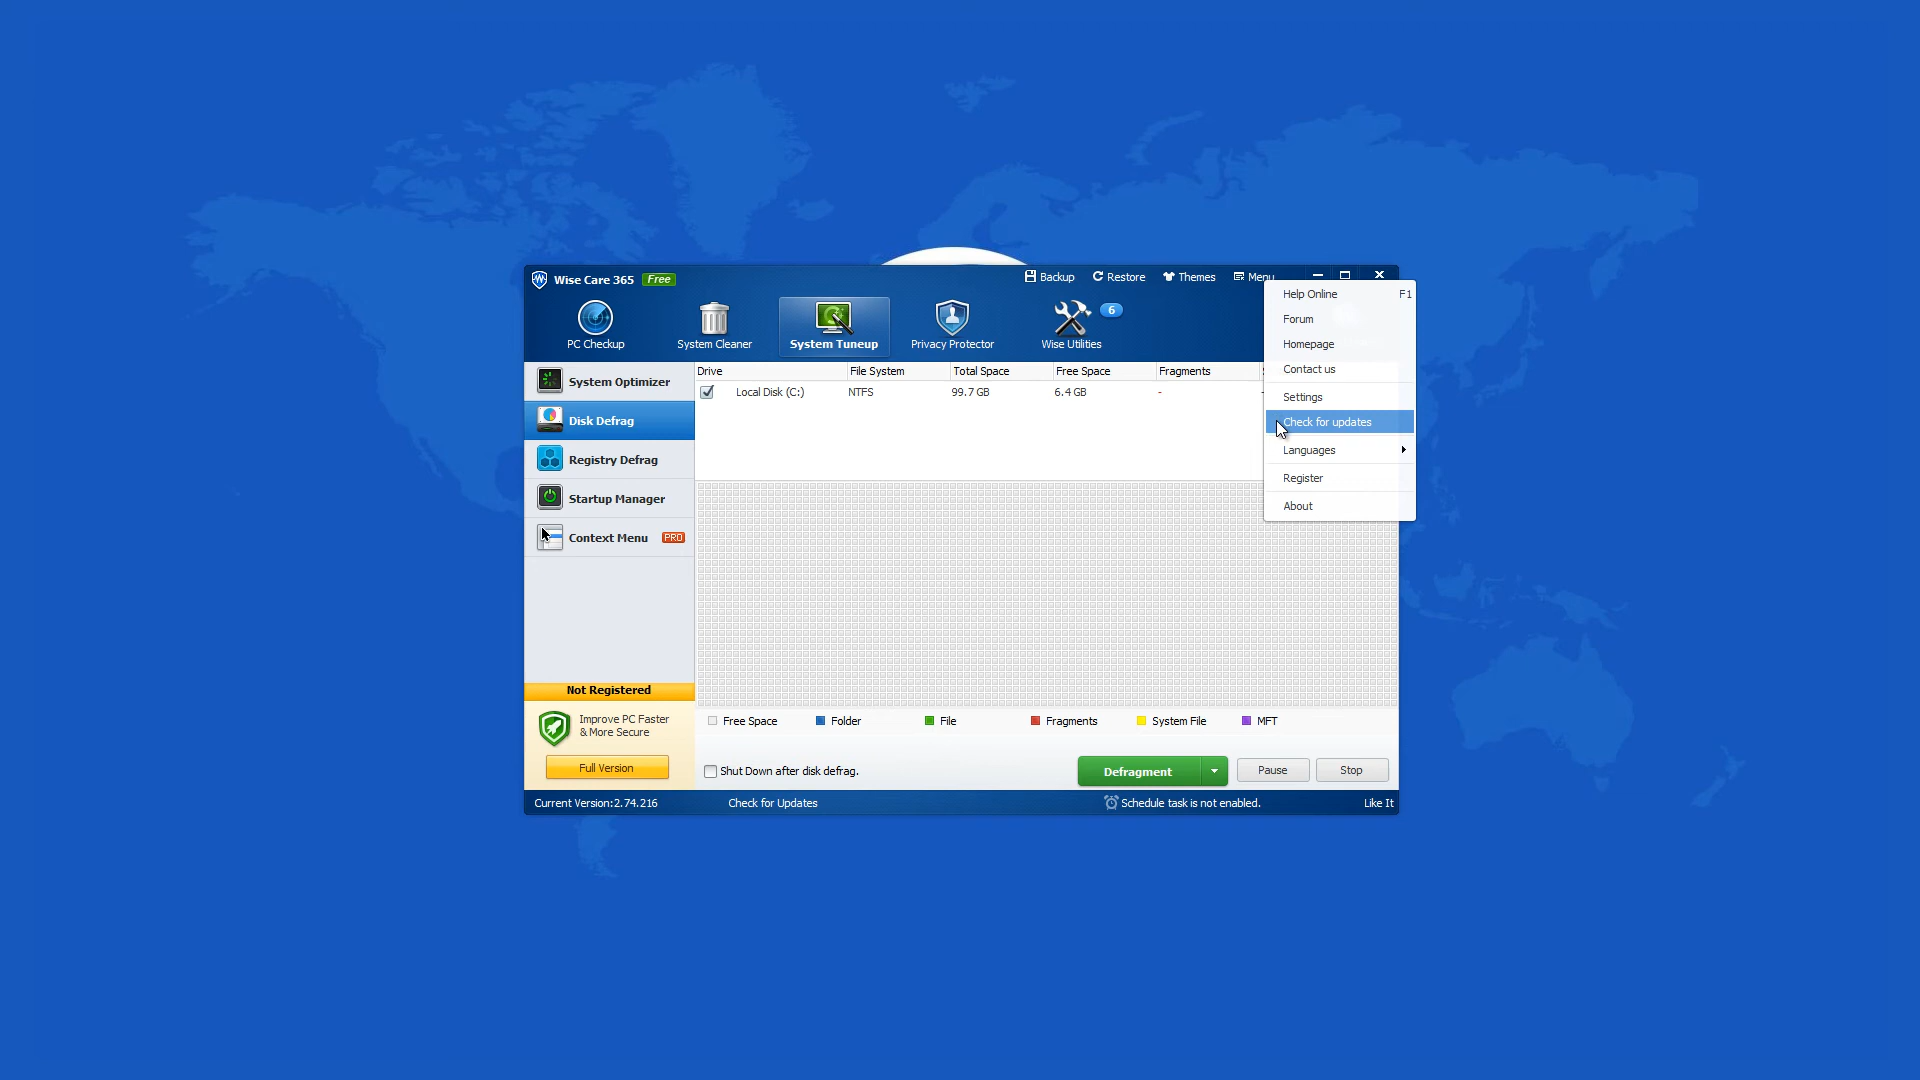 Wise Care 365 Free
Backup Restore Themes Menu
PC Checkup System Cleaner System Tuneup Privacy Protector Wise Utilities 6
Help Online F1
Forum
Homepage
Contact us
Settings
Check for updates
Languages
Register
About
System Optimizer
Disk Defrag
Registry Defrag
Startup Manager
Context Menu PRO
Drive File System Total Space Free Space Fragments
Local Disk (C:) NTFS 99.7 GB 6.4 GB -
Not Registered
Improve PC Faster
& More Secure
Full Version
Free Space Folder File Fragments System File MFT
Shut Down after disk defrag. Defragment Pause Stop
Current Version:2.74.216 Check for Updates Schedule task is not enabled. Like It